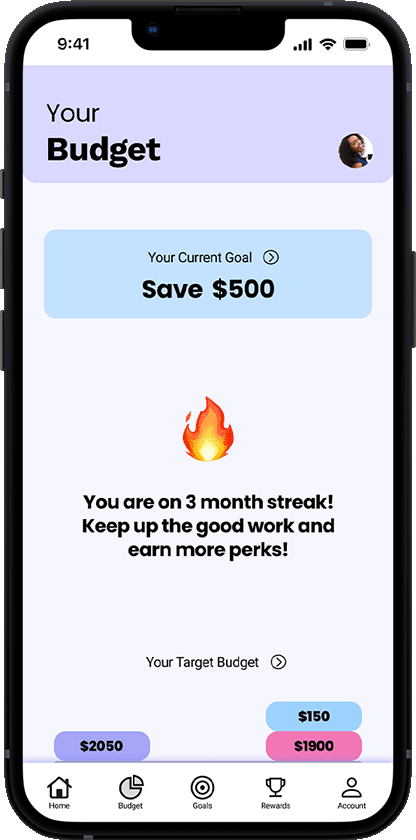 9:41
Your
Budget
Your Current Goal
Save $500
You are on 3 month streak!
Keep up the good work and
earn more perks!
Your Target Budget
$150
$2050 $1900
Home Budget Goals Rewards Account